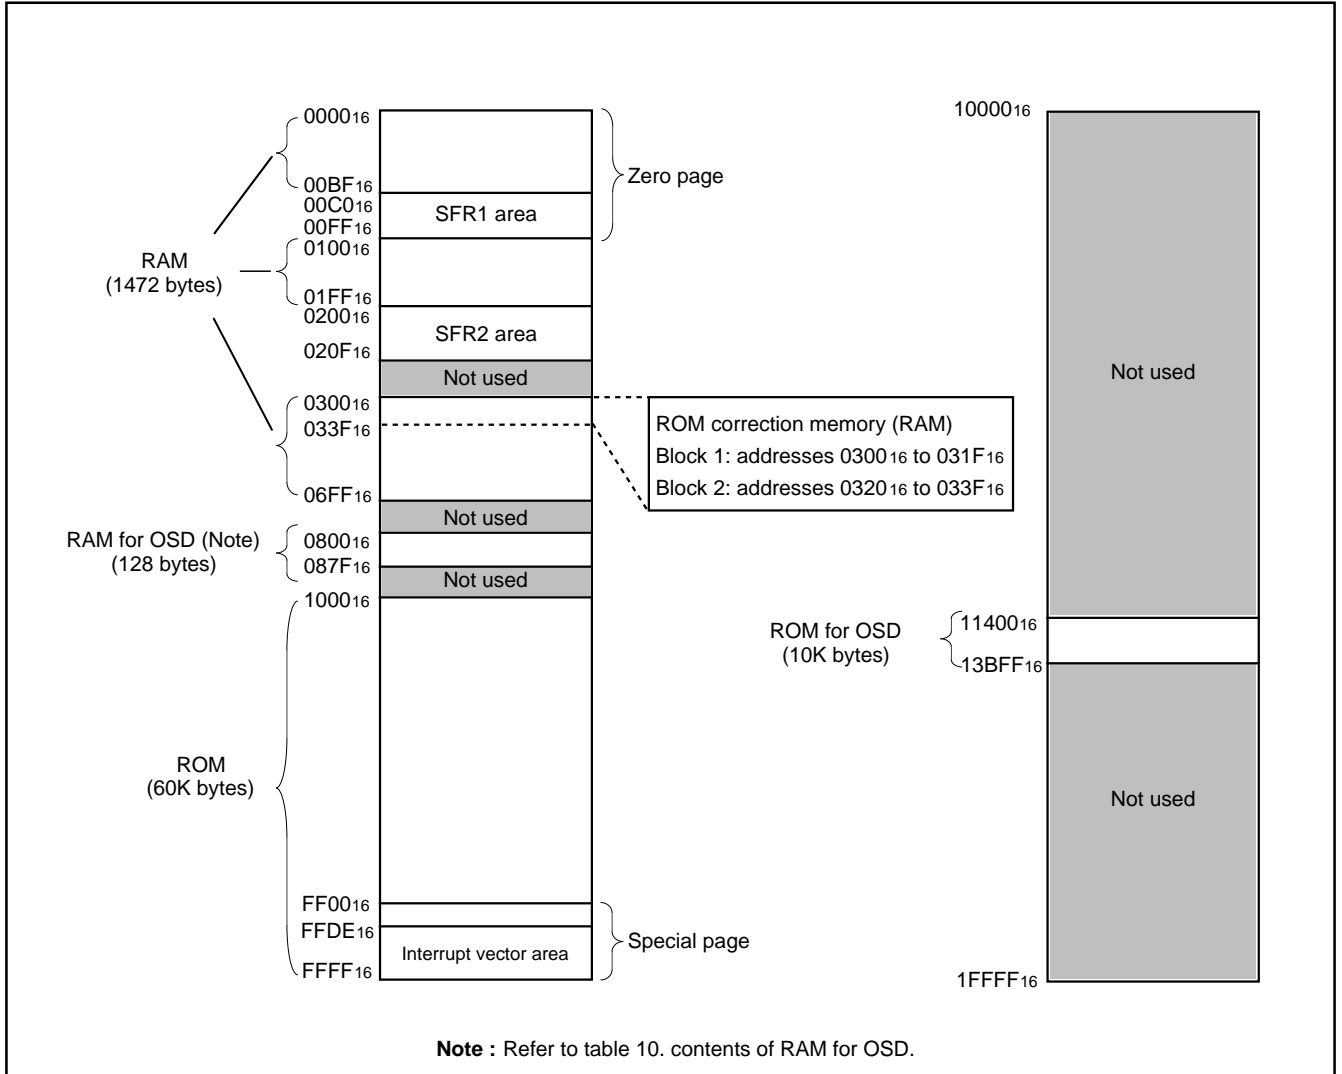 0000₁₆
00BF₁₆
00C0₁₆
SFR1 area
00FF₁₆
Zero page
0100₁₆
RAM
(1472 bytes)
01FF₁₆
0200₁₆
SFR2 area
020F₁₆
Not used
0300₁₆
033F₁₆
ROM correction memory (RAM)
Block 1: addresses 0300₁₆ to 031F₁₆
Block 2: addresses 0320₁₆ to 033F₁₆
06FF₁₆
Not used
RAM for OSD (Note)
(128 bytes)
0800₁₆
087F₁₆
Not used
1000₁₆
ROM
(60K bytes)
FF00₁₆
FFDE₁₆
Special page
Interrupt vector area
FFFF₁₆
10000₁₆
Not used
ROM for OSD
(10K bytes)
11400₁₆
13BFF₁₆
Not used
1FFFF₁₆
Note : Refer to table 10. contents of RAM for OSD.